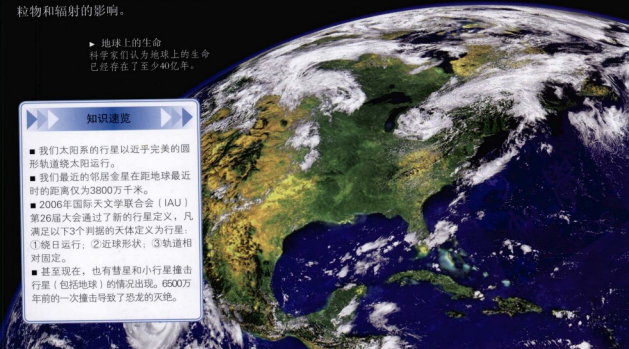 粒物和辐射的影响。
► 地球上的生命
科学家们认为地球上的生命
已经存在了至少40亿年。
知识速览
■ 我们太阳系的行星以近乎完美的圆
形轨道绕太阳运行。
■ 我们最近的邻居金星在距地球最近
时的距离仅为3800万千米。
■ 2006年国际天文学联合会(IAU)
第26届大会通过了新的行星定义，凡
满足以下3个判据的天体定义为行星：
①绕日运行；②近球形状；③轨道相
对固定。
■ 甚至现在，也有彗星和小行星撞击
行星(包括地球)的情况出现。6500万
年前的一次撞击导致了恐龙的灭绝。